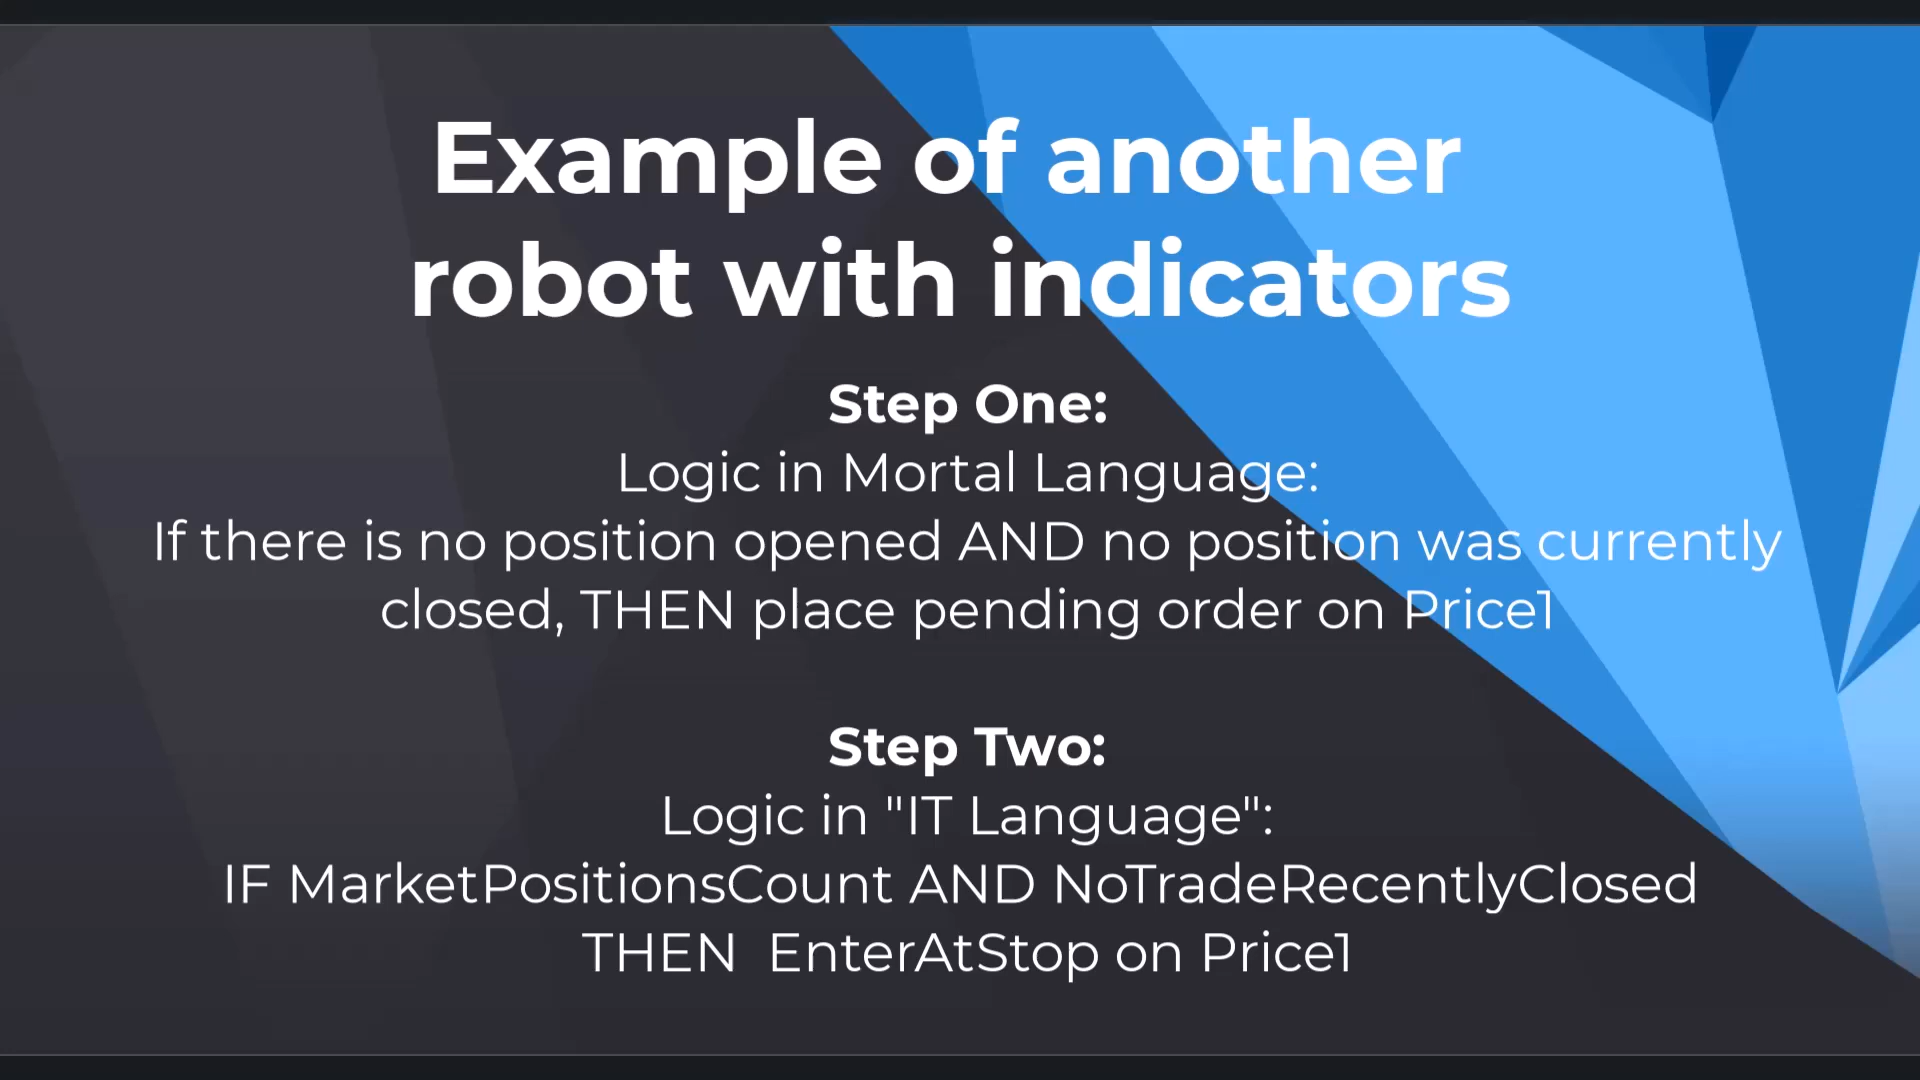 Example of another
robot with indicators
Step One:
Logic in Mortal Language:
If there is no position opened AND no position was currently
closed, THEN place pending order on Price1
Step Two:
Logic in "IT Language":
IF MarketPositionsCount AND NoTradeRecentlyClosed
THEN  EnterAtStop on Price1